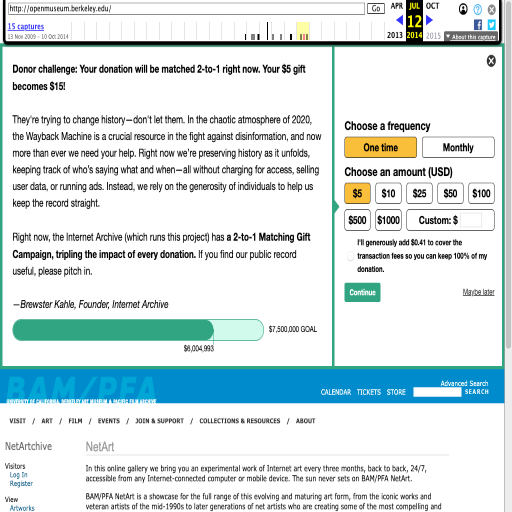 http://openmuseum.berkeley.edu/
Go
APR JUL OCT
15 captures
12
13 Nov 2009 - 10 Oct 2014
2013 2014 2015
About this capture
Donor challenge: Your donation will be matched 2-to-1 right now. Your $5 gift
becomes $15!
They're trying to change history—don't let them. In the chaotic atmosphere of 2020,
the Wayback Machine is a crucial resource in the fight against disinformation, and now
more than ever we need your help. Right now we're preserving history as it unfolds,
keeping track of who's saying what and when—all without charging for access, selling
user data, or running ads. Instead, we rely on the generosity of individuals to help us
keep the record straight.
Right now, the Internet Archive (which runs this project) has a 2-to-1 Matching Gift
Campaign, tripling the impact of every donation. If you find our public record
useful, please pitch in.
—Brewster Kahle, Founder, Internet Archive
$7,500,000 GOAL
$6,004,993
Choose a frequency
One time Monthly
Choose an amount (USD)
$5 $10 $25 $50 $100
$500 $1000 Custom: $
I'll generously add $0.41 to cover the
transaction fees so you can keep 100% of my
donation.
Continue Maybe later
BAM/PFA
UNIVERSITY OF CALIFORNIA, BERKELEY ART MUSEUM & PACIFIC FILM ARCHIVE
CALENDAR TICKETS STORE
Advanced Search
SEARCH
VISIT / ART / FILM / EVENTS / JOIN & SUPPORT / COLLECTIONS & RESOURCES / ABOUT
NetArtchive
Visitors
Log In
Register
View
Artworks
NetArt
In this online gallery we bring you an experimental work of Internet art every three months, back to back, 24/7,
accessible from any Internet-connected computer or mobile device. The sun never sets on BAM/PFA NetArt.
BAM/PFA NetArt is a showcase for the full range of this evolving and maturing art form, from the iconic works and
veteran artists of the mid-1990s to later generations of net artists who are creating some of the most compelling and